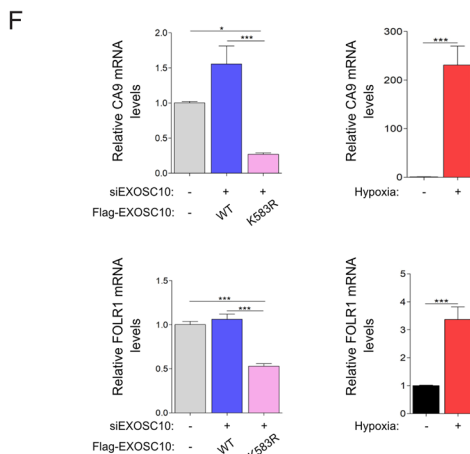 F
Relative CA9 mRNA
levels
2.0
1.5
1.0
0.5
0.0
*
***
siEXOSC10: - + +
Flag-EXOSC10: - WT K583R
Relative CA9 mRNA
levels
300
200
100
0
***
Hypoxia: - +
Relative FOLR1 mRNA
levels
1.5
1.0
0.5
0.0
***
***
siEXOSC10: - + +
Flag-EXOSC10: - WT K583R
Relative FOLR1 mRNA
levels
5
4
3
2
1
0
***
Hypoxia: - +